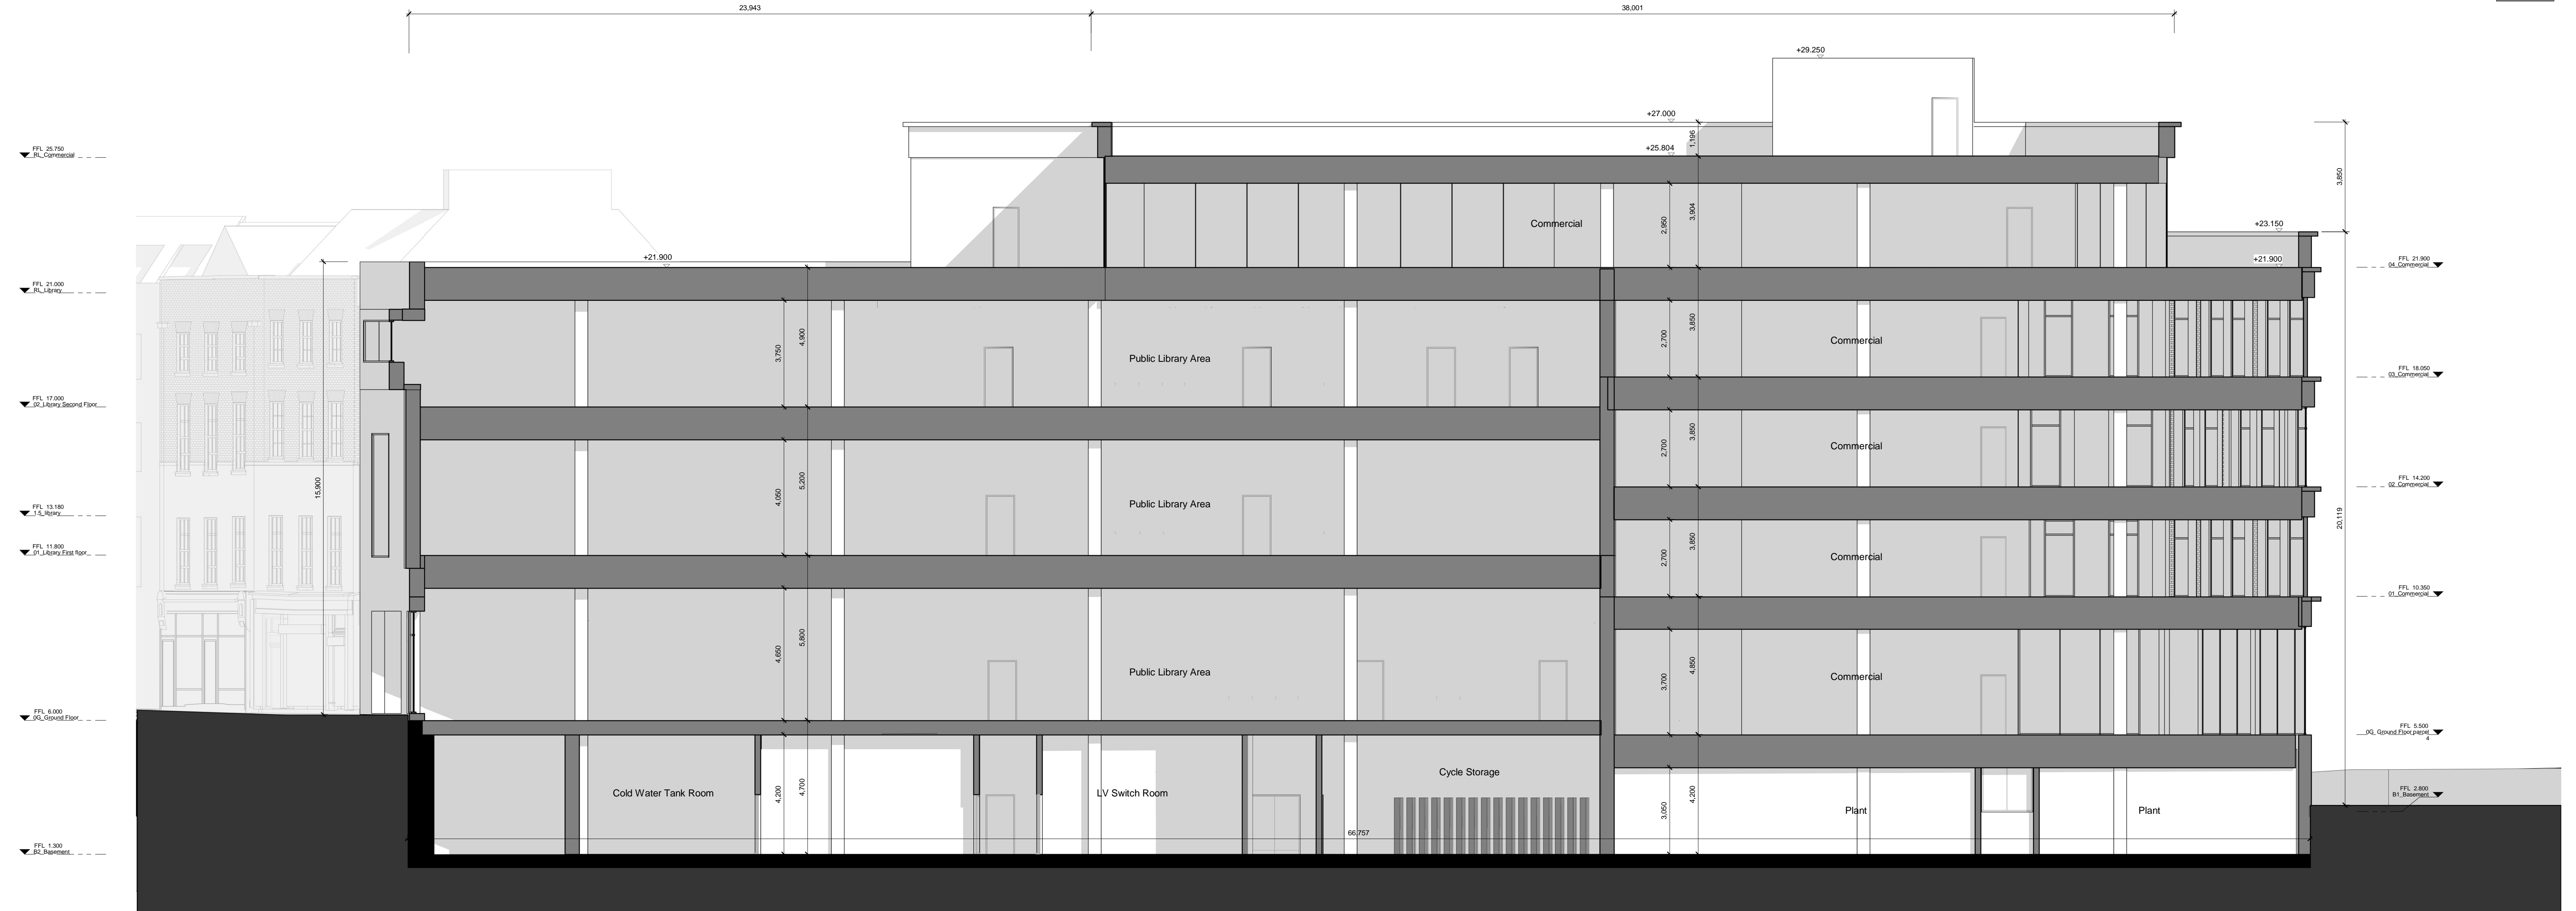 23,943
38,001
+29.250
+27.000
1,196
+25.804
FFL 25.750
RL_Commercial
3,850
Commercial
2,950
3,904
+23.150
+21.900
+21.900
FFL 21.900
04_Commercial
FFL 21.000
RL_Library
3,750
4,900
Public Library Area
2,700
3,850
Commercial
FFL 18.050
03_Commercial
FFL 17.000
02_Library Second Floor
15,900
4,050
5,200
Public Library Area
2,700
3,850
Commercial
FFL 14.200
02_Commercial
20,119
FFL 13.180
1.5_library
FFL 11.800
01_Library First floor
2,700
3,850
Commercial
FFL 10.350
01_Commercial
4,650
5,800
Public Library Area
3,700
4,850
Commercial
FFL 6.000
0G_Ground Floor
FFL 5.500
0G_Ground Floor parcel
4
Cold Water Tank Room
4,200
4,700
LV Switch Room
Cycle Storage
3,050
4,200
Plant
Plant
FFL 2.800
B1_Basement
66,757
FFL 1.300
B2_Basement